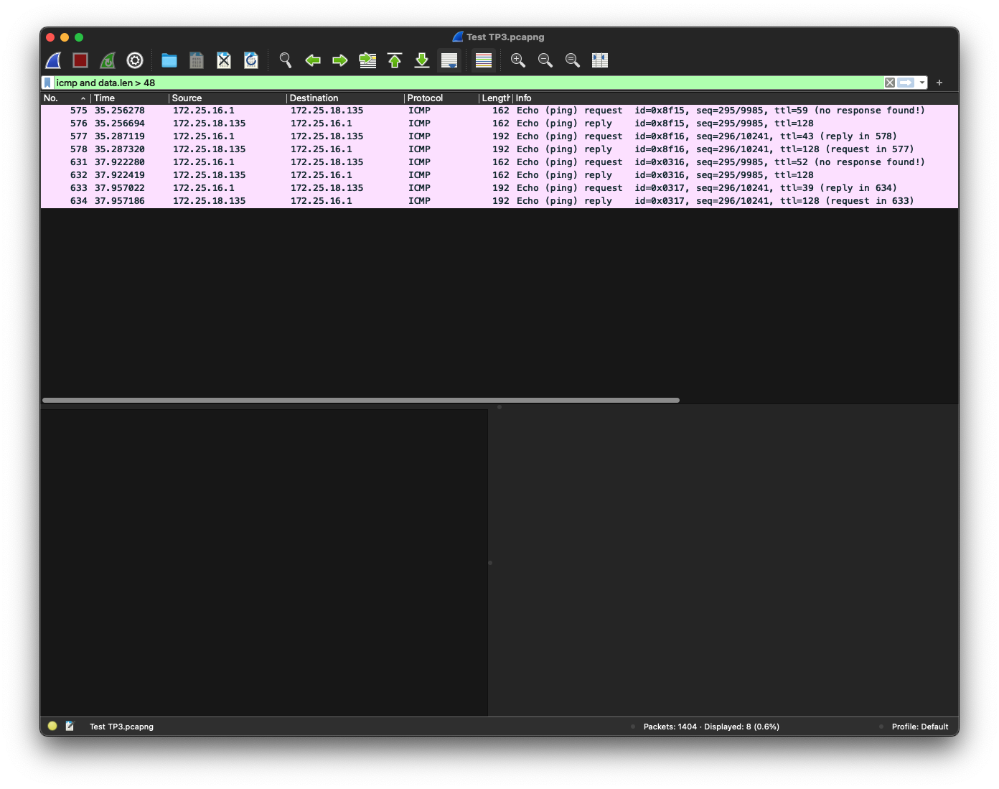 Test TP3.pcapng
icmp and data.len > 48
No. Time Source Destination Protocol Length Info
575 35.256278 172.25.16.1 172.25.18.135 ICMP 162 Echo (ping) request id=0x8f15, seq=295/9985, ttl=59 (no response found!)
576 35.256694 172.25.18.135 172.25.16.1 ICMP 162 Echo (ping) reply id=0x8f15, seq=295/9985, ttl=128
577 35.287119 172.25.16.1 172.25.18.135 ICMP 192 Echo (ping) request id=0x8f16, seq=296/10241, ttl=43 (reply in 578)
578 35.287320 172.25.18.135 172.25.16.1 ICMP 192 Echo (ping) reply id=0x8f16, seq=296/10241, ttl=128 (request in 577)
631 37.922280 172.25.16.1 172.25.18.135 ICMP 162 Echo (ping) request id=0x0316, seq=295/9985, ttl=52 (no response found!)
632 37.922419 172.25.18.135 172.25.16.1 ICMP 162 Echo (ping) reply id=0x0316, seq=295/9985, ttl=128
633 37.957022 172.25.16.1 172.25.18.135 ICMP 192 Echo (ping) request id=0x0317, seq=296/10241, ttl=39 (reply in 634)
634 37.957186 172.25.18.135 172.25.16.1 ICMP 192 Echo (ping) reply id=0x0317, seq=296/10241, ttl=128 (request in 633)
Test TP3.pcapng Packets: 1404 · Displayed: 8 (0.6%) Profile: Default